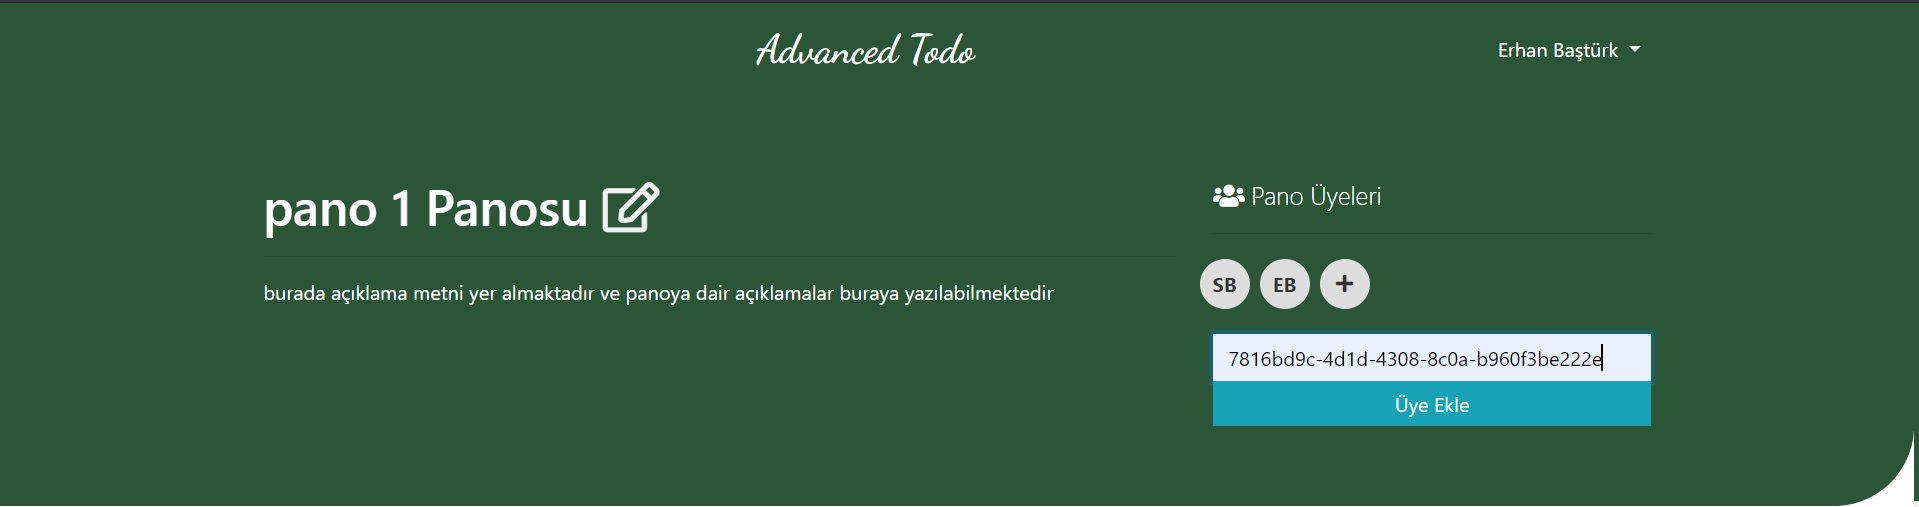 Advanced Todo
Erhan Baştürk
pano 1 Panosu
burada açıklama metni yer almaktadır ve panoya dair açıklamalar buraya yazılabilmektedir
Pano Üyeleri
SB EB +
7816bd9c-4d1d-4308-8c0a-b960f3be222e
Üye Ekle